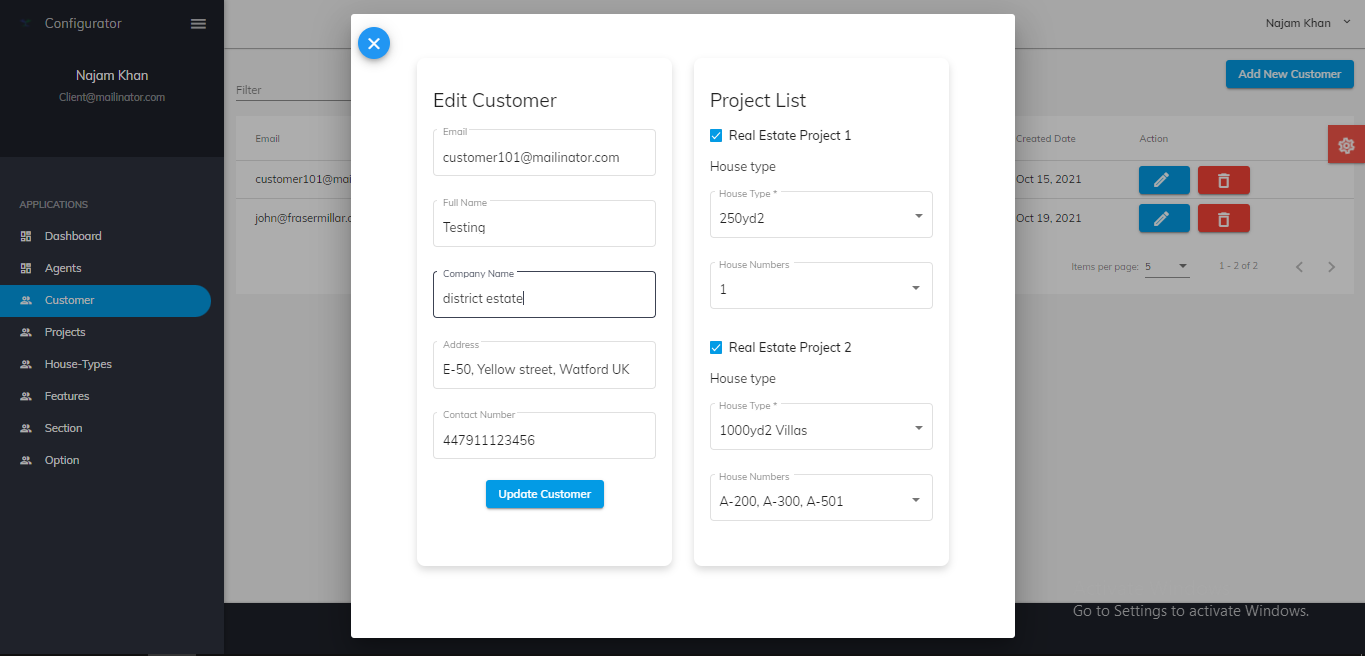 Configurator
Najam Khan
Najam Khan
Client@mailinator.com
APPLICATIONS
Dashboard
Agents
Customer
Projects
House-Types
Features
Section
Option
Filter
Add New Customer
Email
Created Date
Action
customer101@mai
Oct 15, 2021
john@frasermillar.c
Oct 19, 2021
Items per page: 5
1 - 2 of 2
Edit Customer
Email
customer101@mailinator.com
Full Name
Testing
Company Name
district estate
Address
E-50, Yellow street, Watford UK
Contact Number
447911123456
Update Customer
Project List
Real Estate Project 1
House type
House Type *
250yd2
House Numbers
1
Real Estate Project 2
House type
House Type *
1000yd2 Villas
House Numbers
A-200, A-300, A-501
Go to Settings to activate Windows.